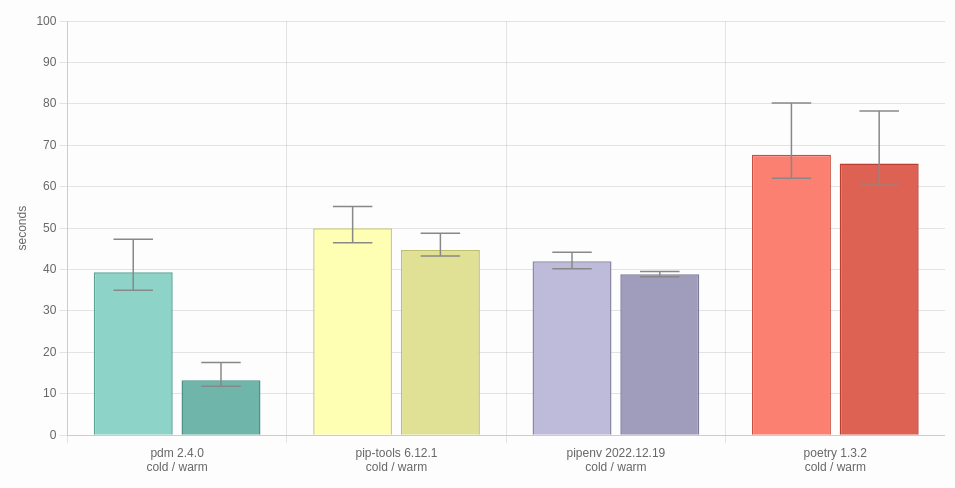 100
90
80
70
60
50
40
30
20
10
0
seconds
pdm 2.4.0
cold / warm
pip-tools 6.12.1
cold / warm
pipenv 2022.12.19
cold / warm
poetry 1.3.2
cold / warm